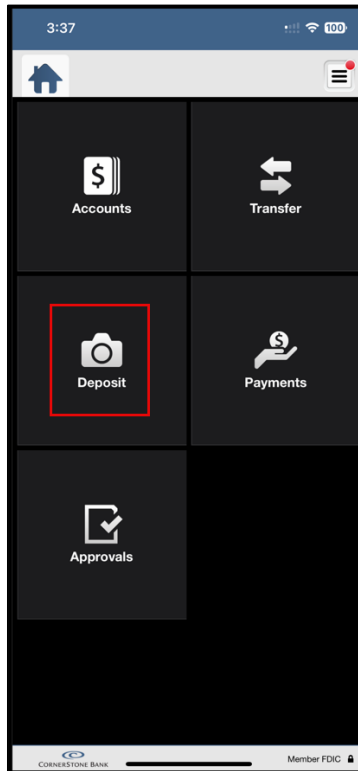 3:37
100
Accounts
Transfer
Deposit
Payments
Approvals
CORNERSTONE BANK
Member FDIC